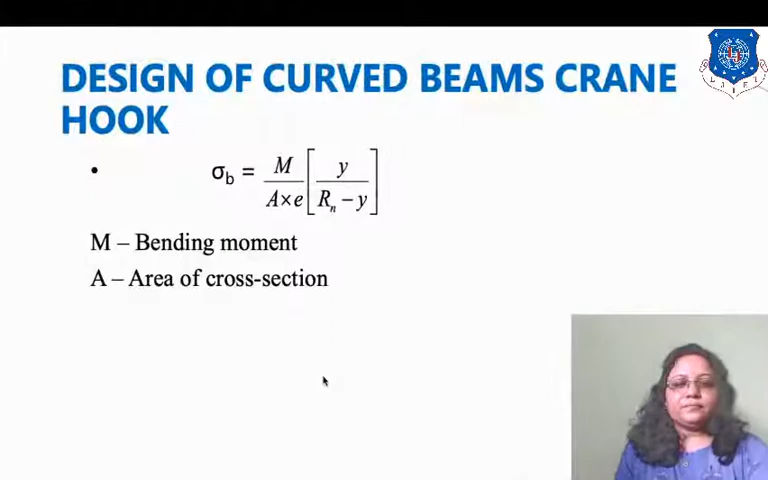 DESIGN OF CURVED BEAMS CRANE
HOOK
• σb = M / A×e [ y / Rn − y ]
M – Bending moment
A – Area of cross-section